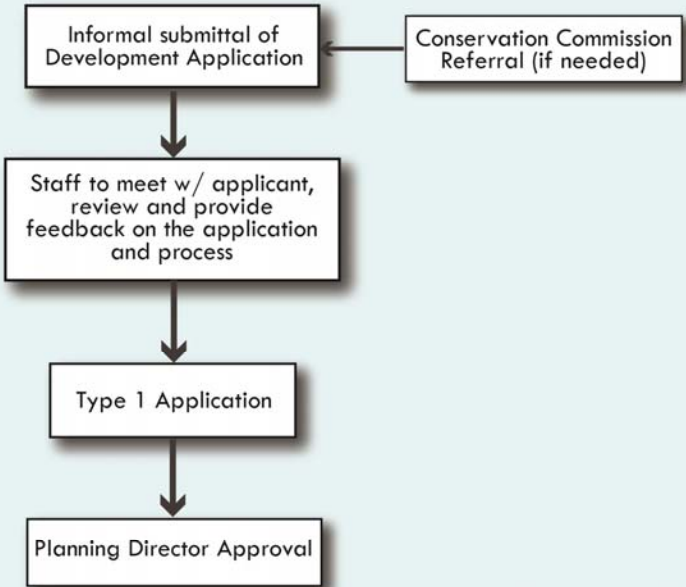 Informal submittal of
Development Application
Conservation Commission
Referral (if needed)
Staff to meet w/ applicant,
review and provide
feedback on the application
and process
Type 1 Application
Planning Director Approval